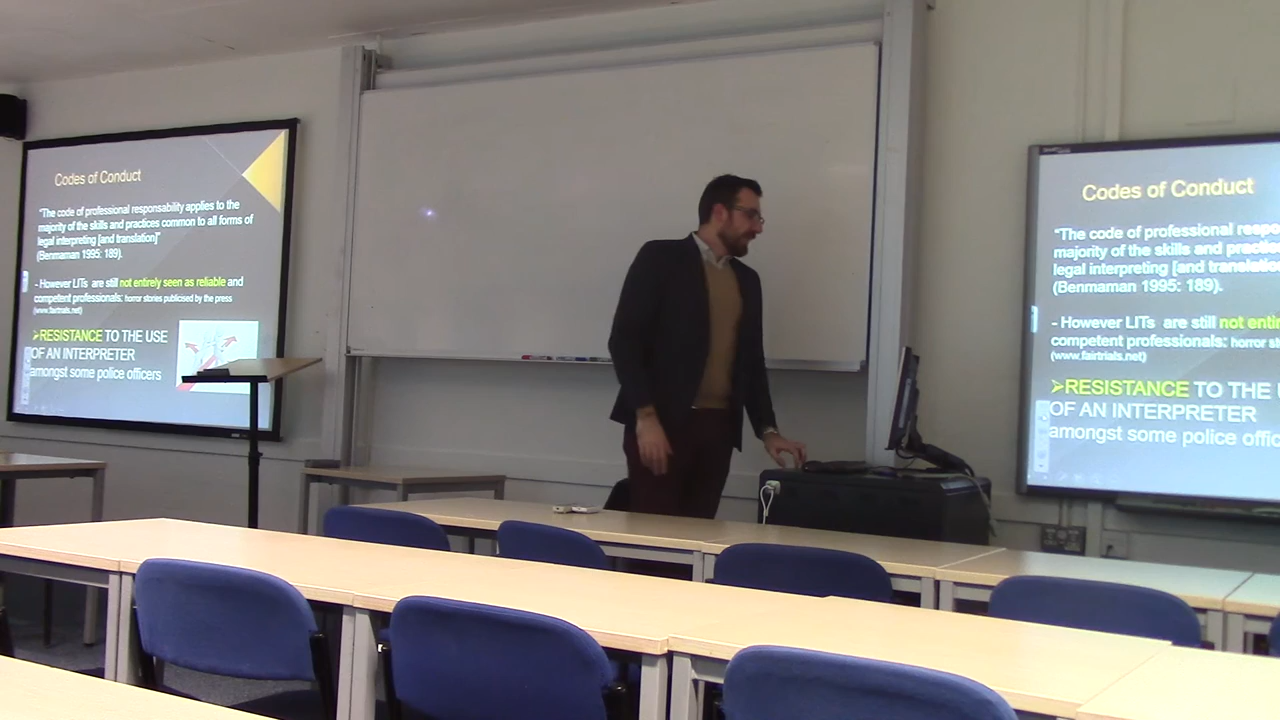 Codes of Conduct
"The code of professional responsability applies to the
majority of the skills and practices common to all forms of
legal interpreting [and translation]"
(Benmaman 1995: 189).
- However LITs are still not entirely seen as reliable and
competent professionals: horror stories publicised by the press
(www.fairtrials.net)
➢RESISTANCE TO THE USE
OF AN INTERPRETER
amongst some police officers
Codes of Conduct
"The code of professional respo
majority of the skills and practice
legal interpreting [and translation
(Benmaman 1995: 189).
- However LITs are still not entir
competent professionals: horror st
(www.fairtrials.net)
➢RESISTANCE TO THE U
OF AN INTERPRETER
amongst some police offic